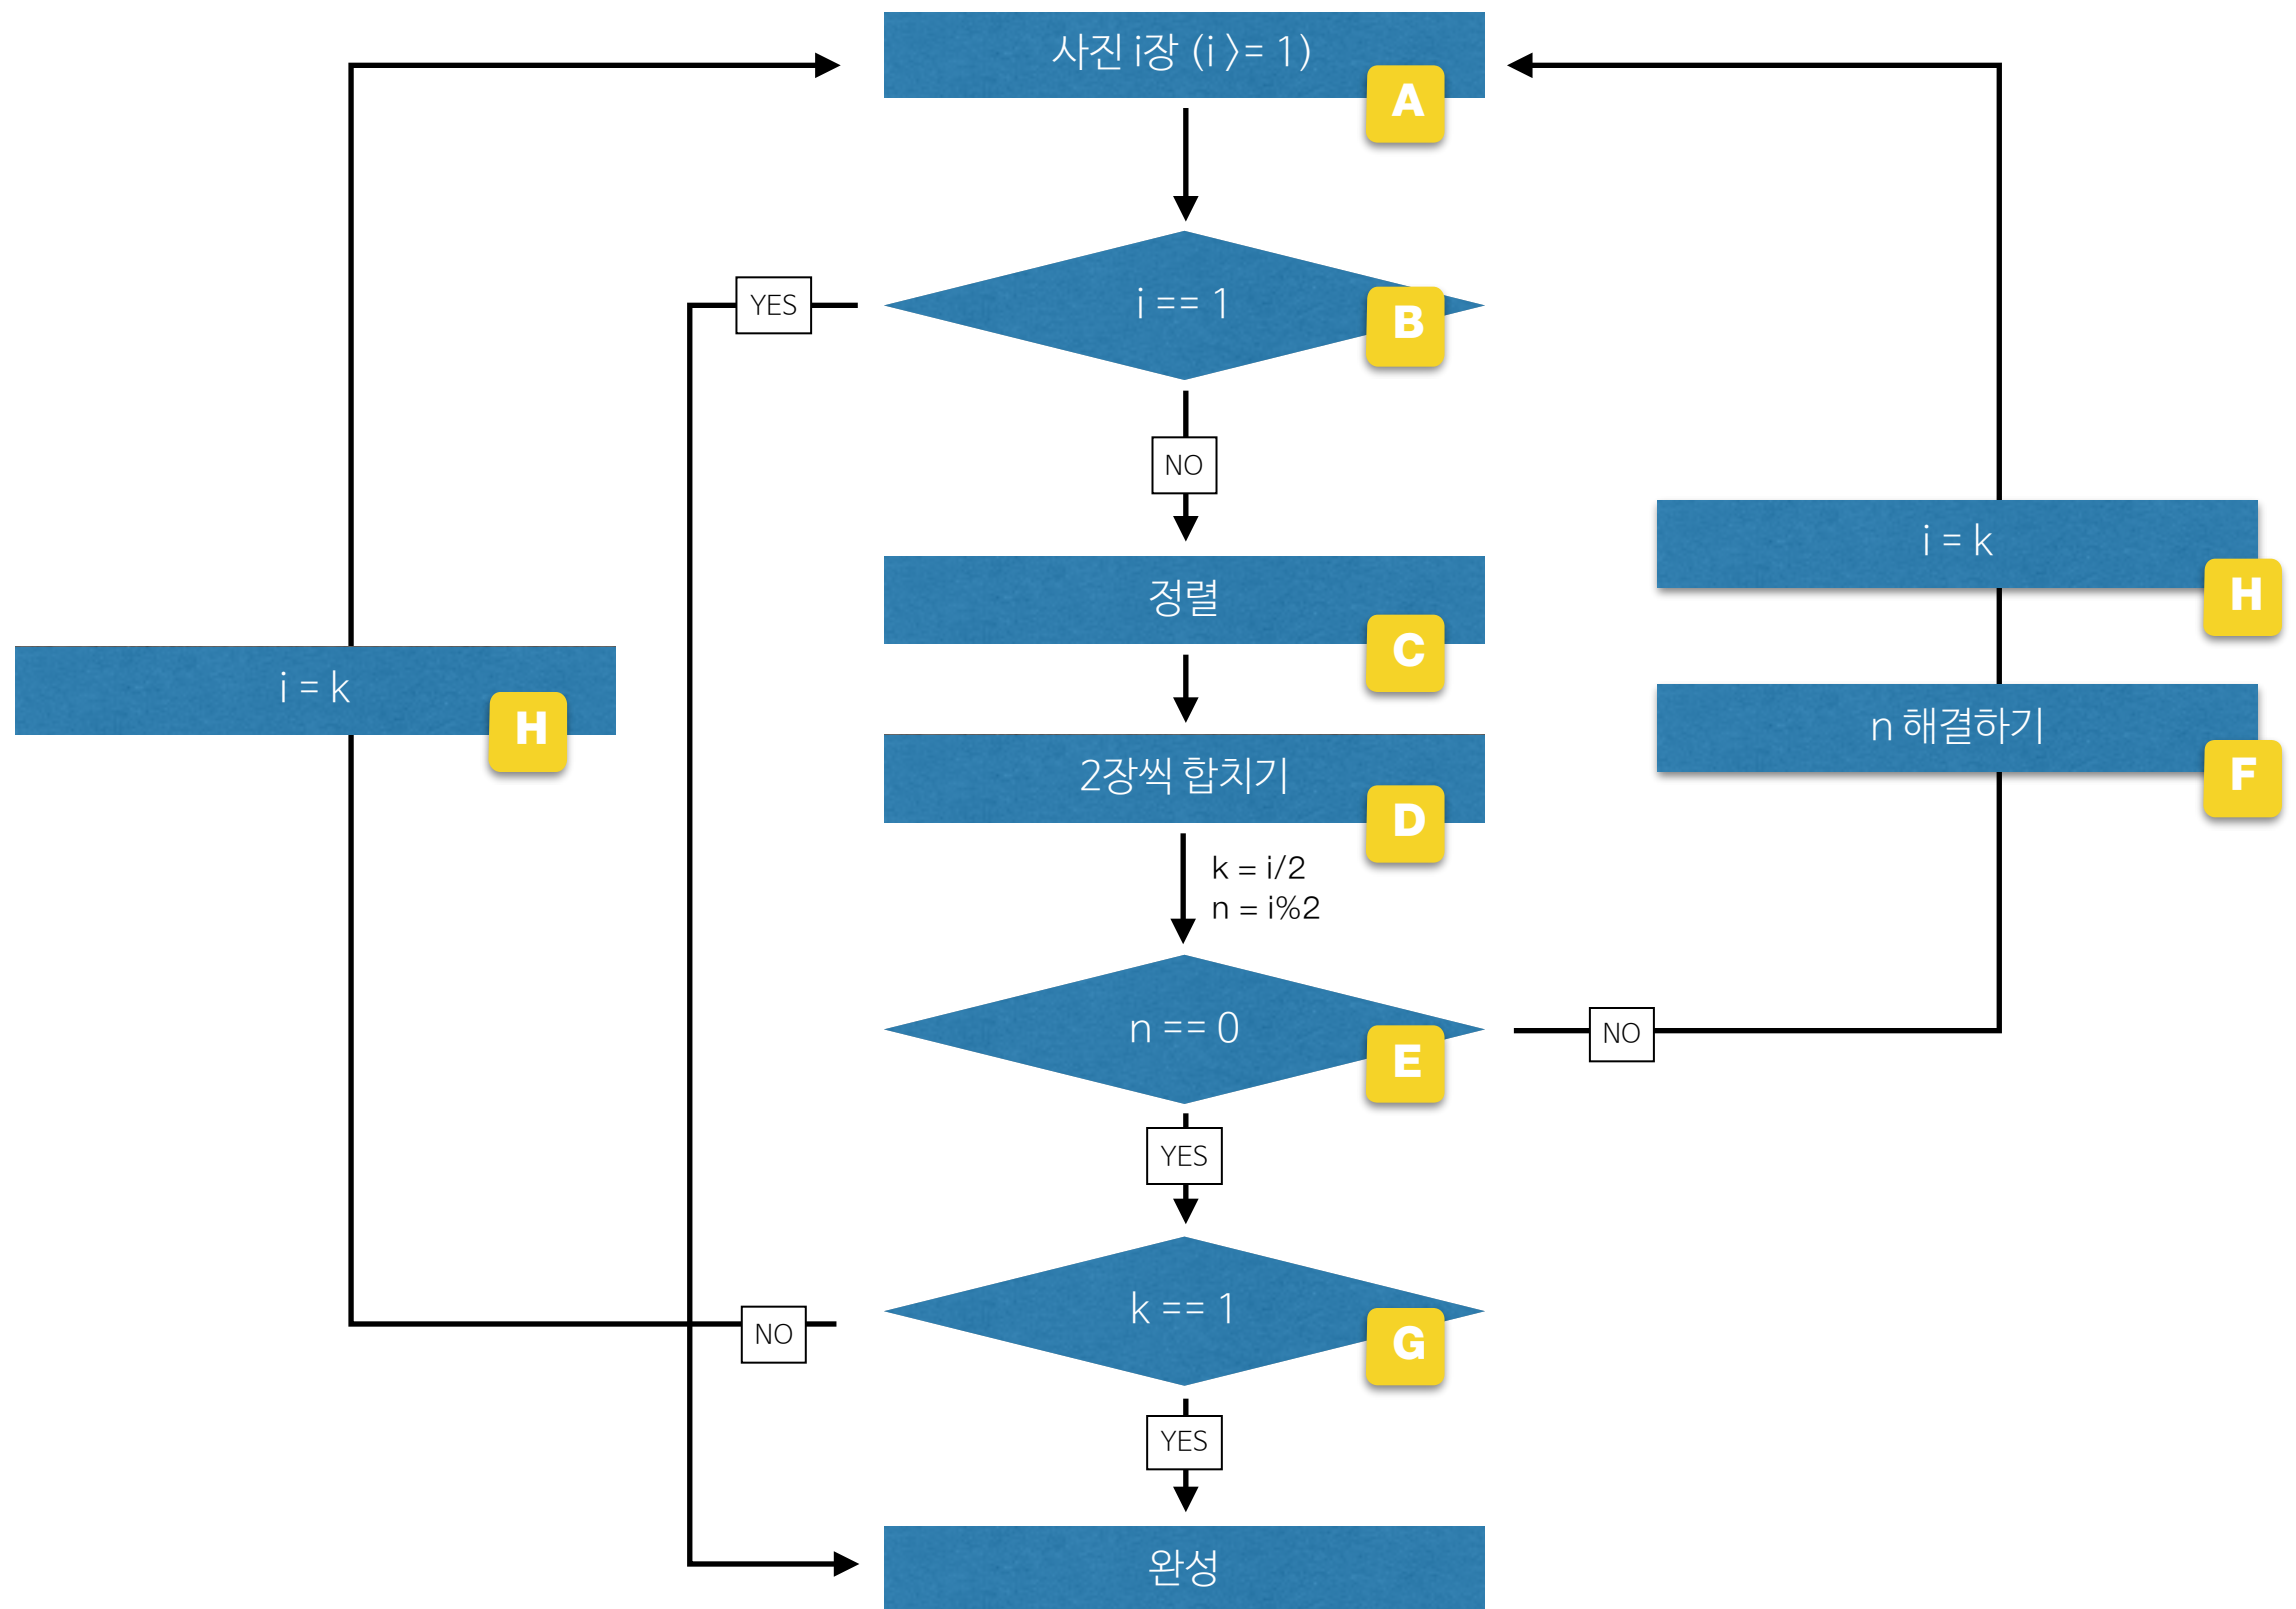 사진 i장 (i >= 1)
A
YES
i == 1
B
NO
정렬
C
i = k
H
i = k
H
2장씩 합치기
D
n 해결하기
F
k = i/2
n = i%2
n == 0
E
NO
YES
k == 1
G
NO
YES
완성